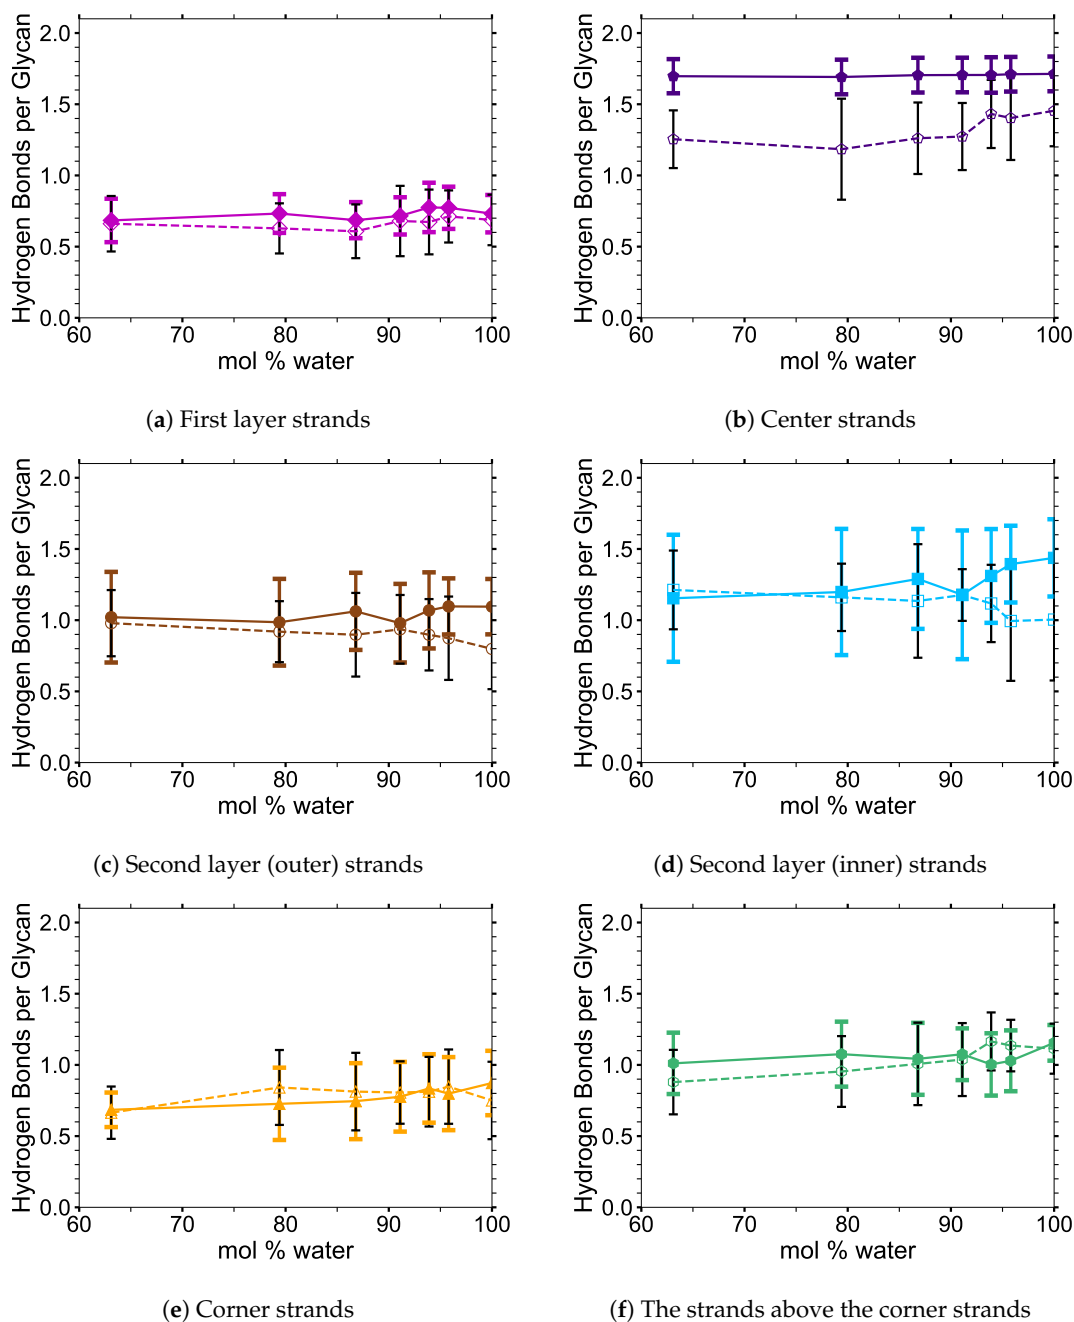 Hydrogen Bonds per Glycan
2.0
1.5
1.0
0.5
0.0
60 70 80 90 100
mol % water
(a) First layer strands
Hydrogen Bonds per Glycan
2.0
1.5
1.0
0.5
0.0
60 70 80 90 100
mol % water
(b) Center strands
Hydrogen Bonds per Glycan
2.0
1.5
1.0
0.5
0.0
60 70 80 90 100
mol % water
(c) Second layer (outer) strands
Hydrogen Bonds per Glycan
2.0
1.5
1.0
0.5
0.0
60 70 80 90 100
mol % water
(d) Second layer (inner) strands
Hydrogen Bonds per Glycan
2.0
1.5
1.0
0.5
0.0
60 70 80 90 100
mol % water
(e) Corner strands
Hydrogen Bonds per Glycan
2.0
1.5
1.0
0.5
0.0
60 70 80 90 100
mol % water
(f) The strands above the corner strands